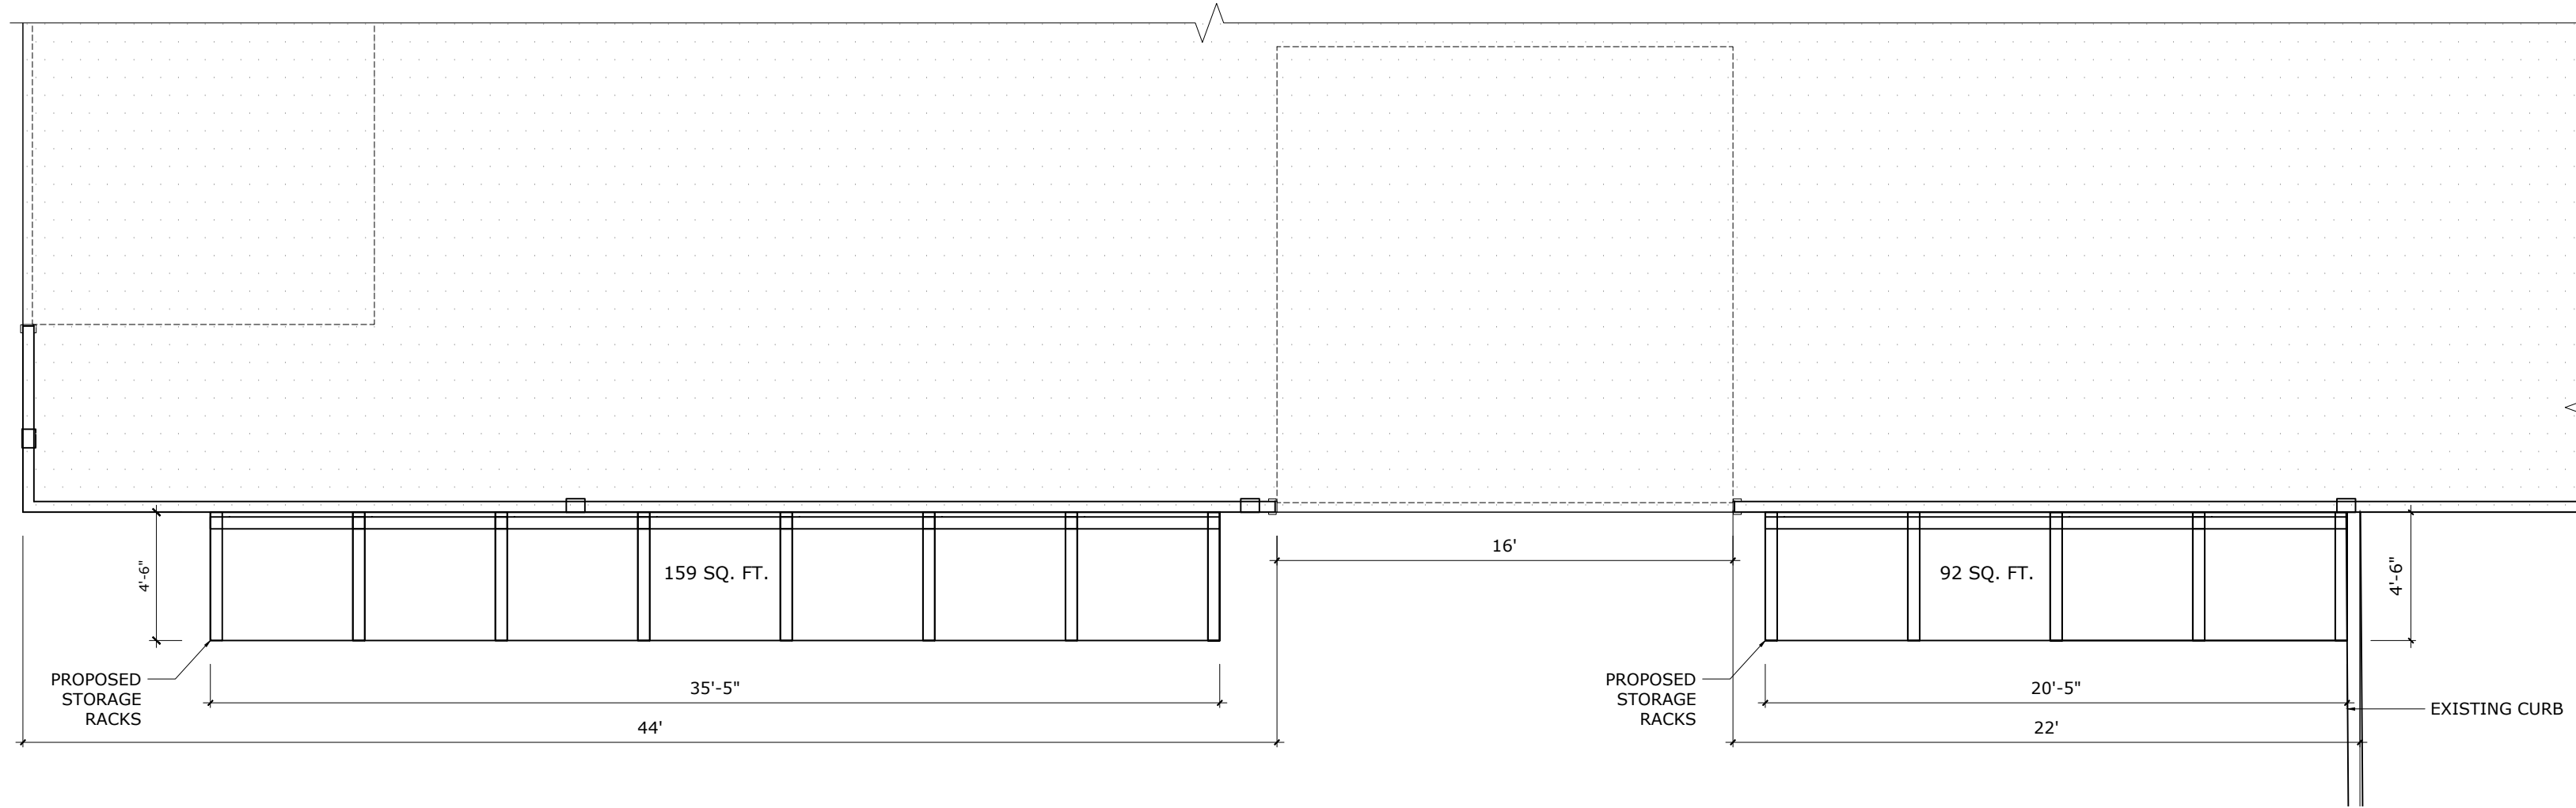 16'
4'-6"
159 SQ. FT.
92 SQ. FT.
4'-6"
PROPOSED
STORAGE
RACKS
35'-5"
44'
PROPOSED
STORAGE
RACKS
20'-5"
22'
EXISTING CURB